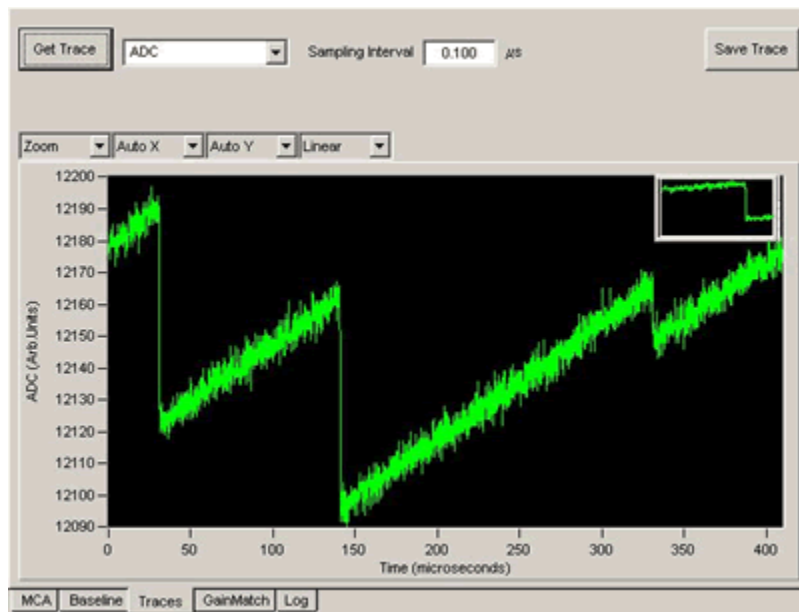 Get Trace
ADC
Sampling Interval
0.100
µs
Save Trace
Zoom
Auto X
Auto Y
Linear
12200
12190
12180
12170
12160
12150
12140
12130
12120
12110
12100
12090
ADC (Arb.Units)
0
50
100
150
200
250
300
350
400
Time (microseconds)
MCA
Baseline
Traces
GainMatch
Log